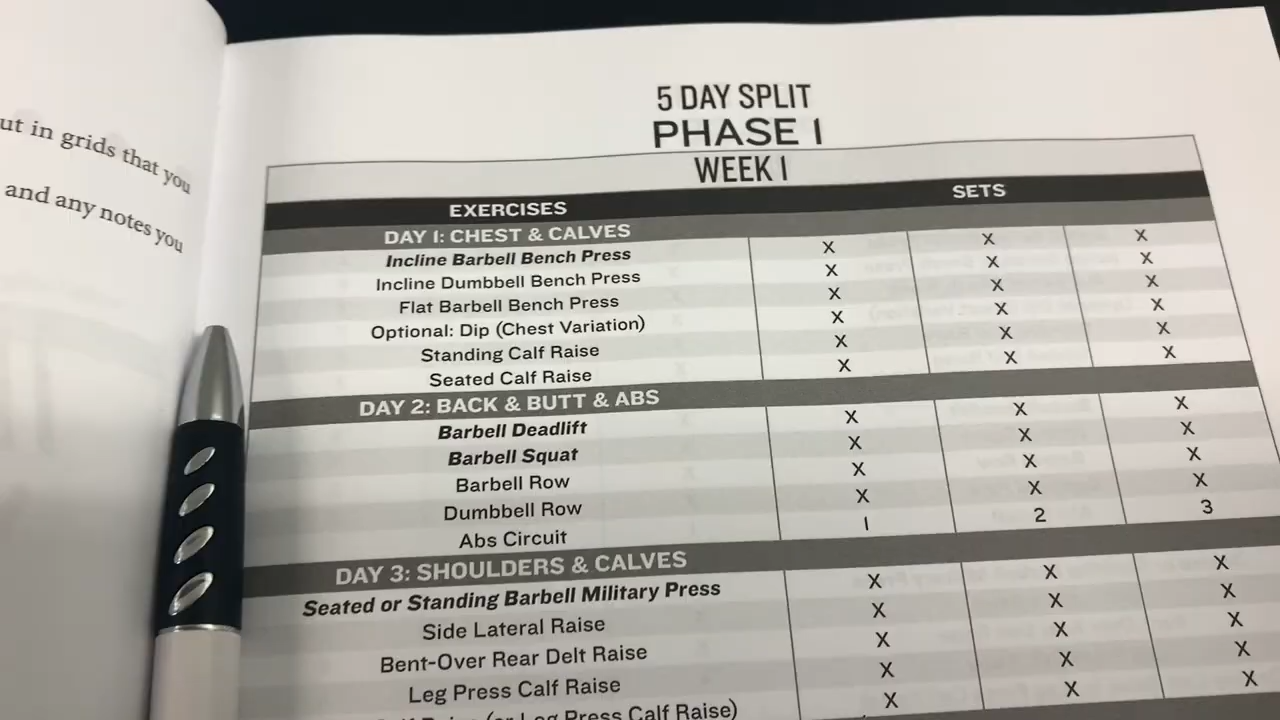 ut in grids that you
and any notes you
5 DAY SPLIT
PHASE 1
WEEK 1
EXERCISES SETS
DAY 1: CHEST & CALVES
Incline Barbell Bench Press X X X
Incline Dumbbell Bench Press X X X
Flat Barbell Bench Press X X X
Optional: Dip (Chest Variation) X X X
Standing Calf Raise X X X
Seated Calf Raise X X X
DAY 2: BACK & BUTT & ABS
Barbell Deadlift X X X
Barbell Squat X X X
Barbell Row X X X
Dumbbell Row X X X
Abs Circuit 1 2 3
DAY 3: SHOULDERS & CALVES
Seated or Standing Barbell Military Press X X X
Side Lateral Raise X X X
Bent-Over Rear Delt Raise X X X
Leg Press Calf Raise X X X
Raise (or Leg Press Calf Raise) X X X